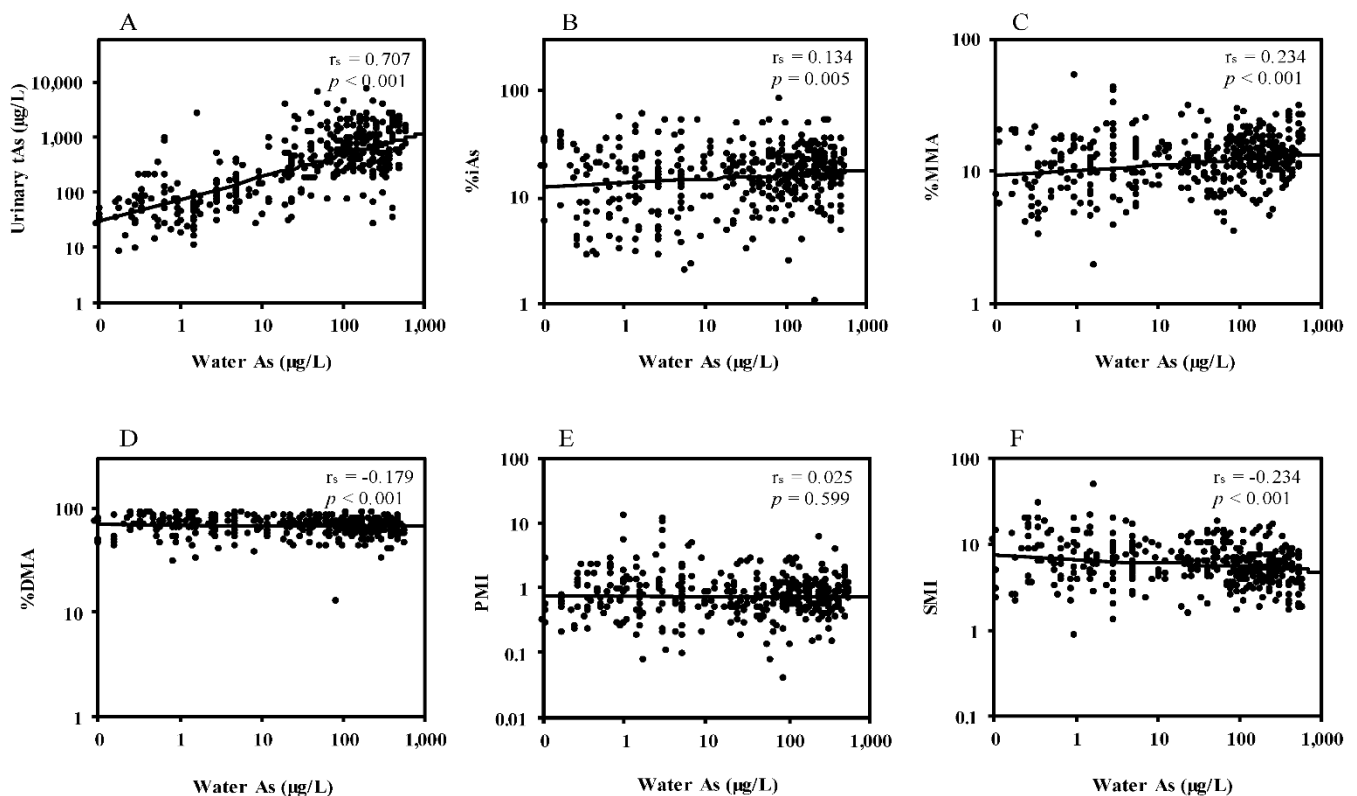 A
rs = 0.707
p < 0.001
10,000
1,000
100
10
1
Urinary tAs (µg/L)
0
1
10
100
1,000
Water As (µg/L)
B
rs = 0.134
p = 0.005
100
10
1
%iAs
0
1
10
100
1,000
Water As (µg/L)
C
rs = 0.234
p < 0.001
100
10
1
%MMA
0
1
10
100
1,000
Water As (µg/L)
D
rs = -0.179
p < 0.001
100
10
1
%DMA
0
1
10
100
1,000
Water As (µg/L)
E
rs = 0.025
p = 0.599
100
10
1
0.1
0.01
PMI
0
1
10
100
1,000
Water As (µg/L)
F
rs = -0.234
p < 0.001
100
10
1
0.1
SMI
0
1
10
100
1,000
Water As (µg/L)